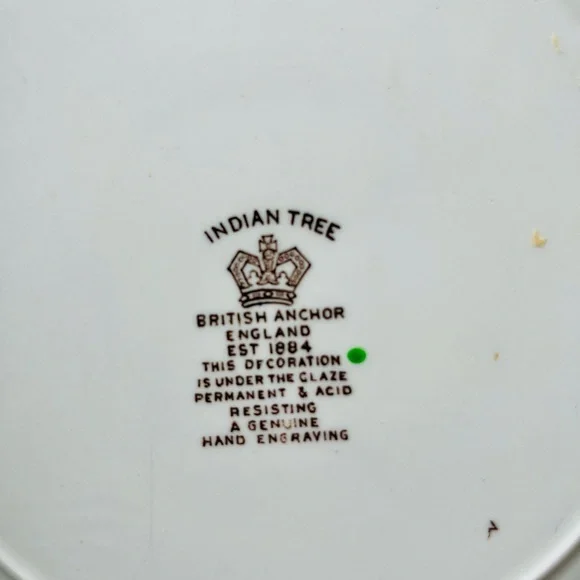 INDIAN TREE
BRITISH ANCHOR
ENGLAND
EST 1884
THIS DECORATION
IS UNDER THE GLAZE
PERMANENT & ACID
RESISTING
A GENUINE
HAND ENGRAVING